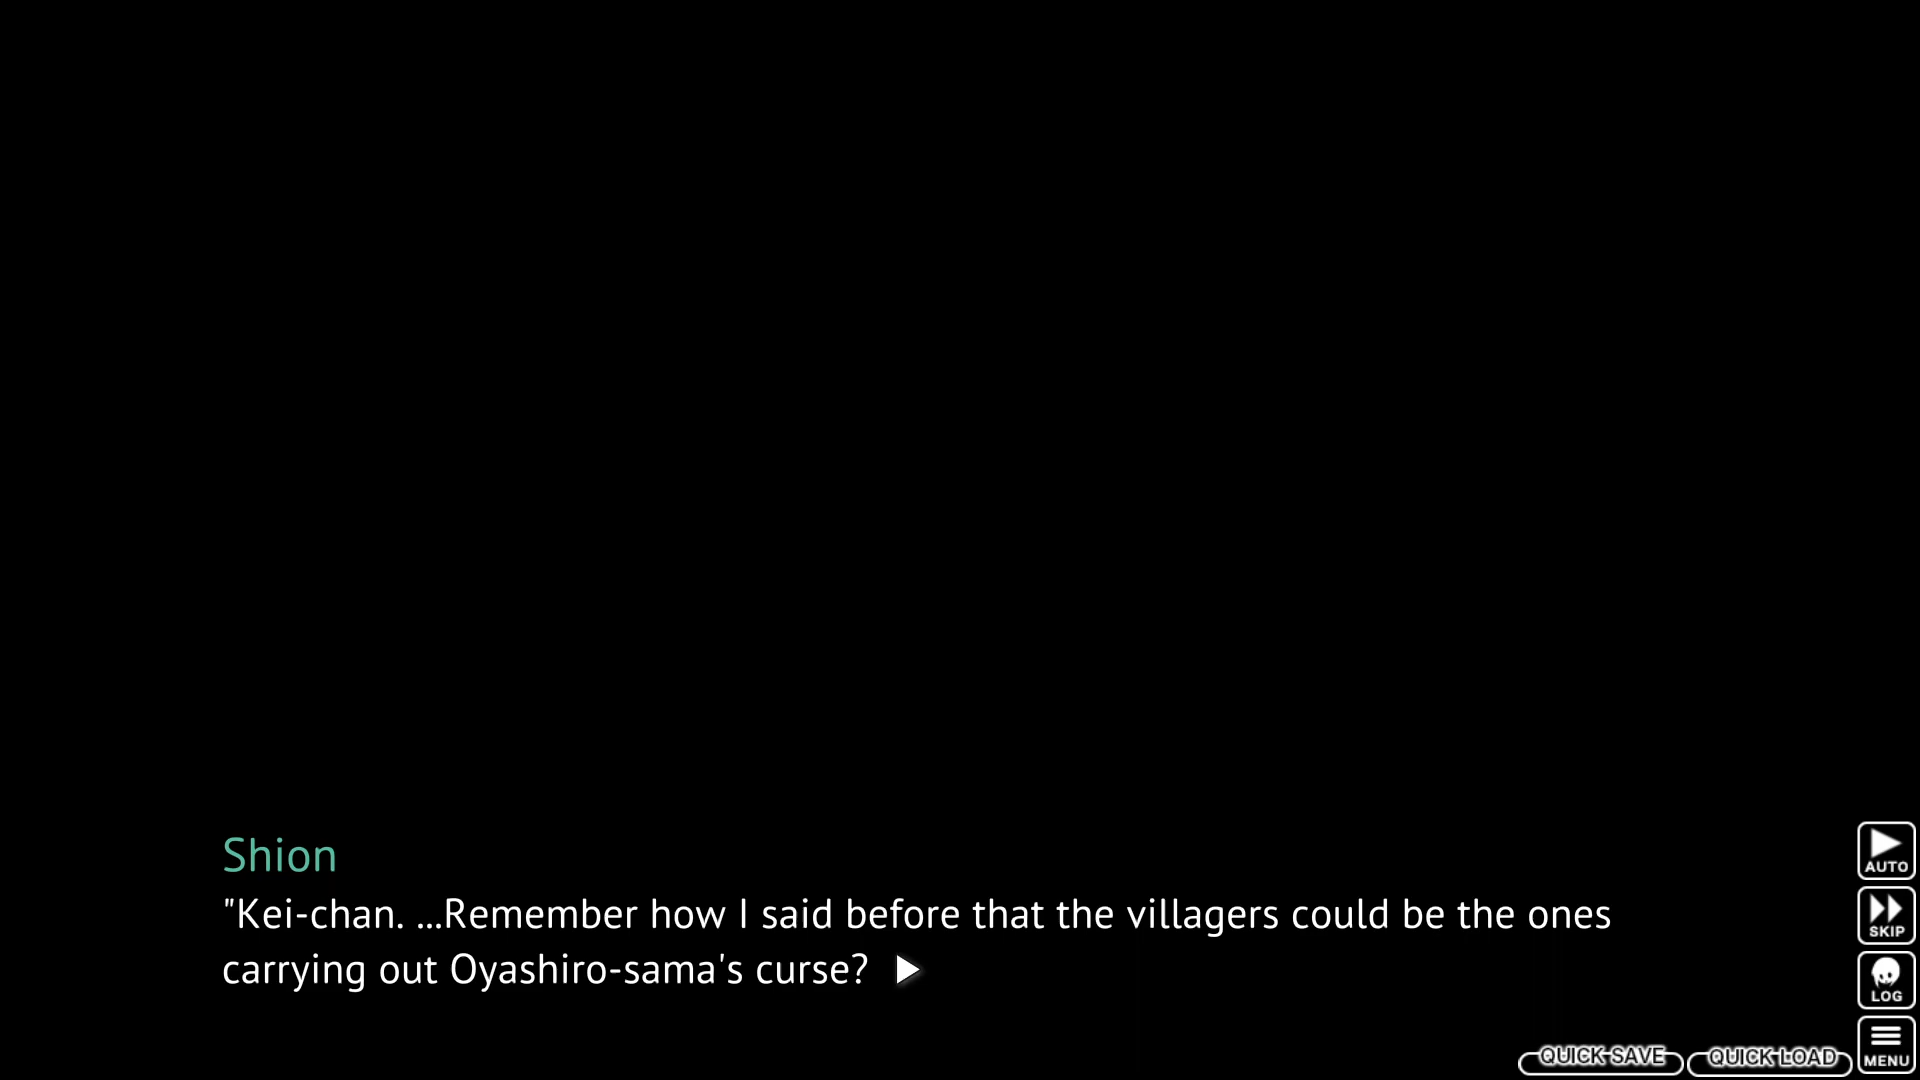 Shion
"Kei-chan. ...Remember how I said before that the villagers could be the ones
carrying out Oyashiro-sama's curse?
AUTO
SKIP
LOG
MENU
QUICK SAVE
QUICK LOAD